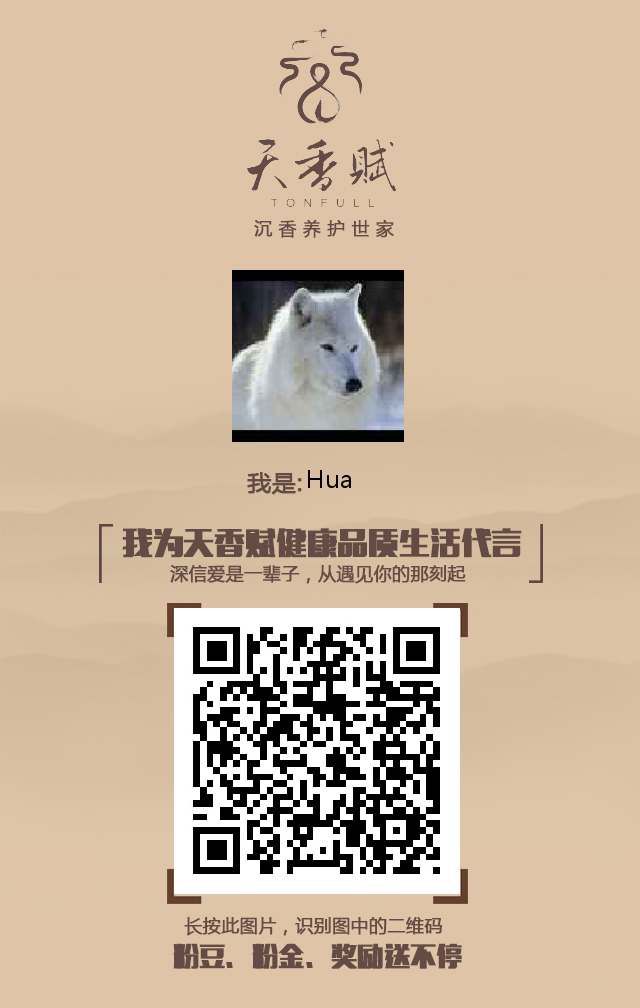 天香赋
TONFULL
沉香养护世家
我是:Hua
我为天香赋健康品质生活代言
深信爱是一辈子，从遇见你的那刻起
长按此图片，识别图中的二维码
粉豆、粉金、奖励送不停